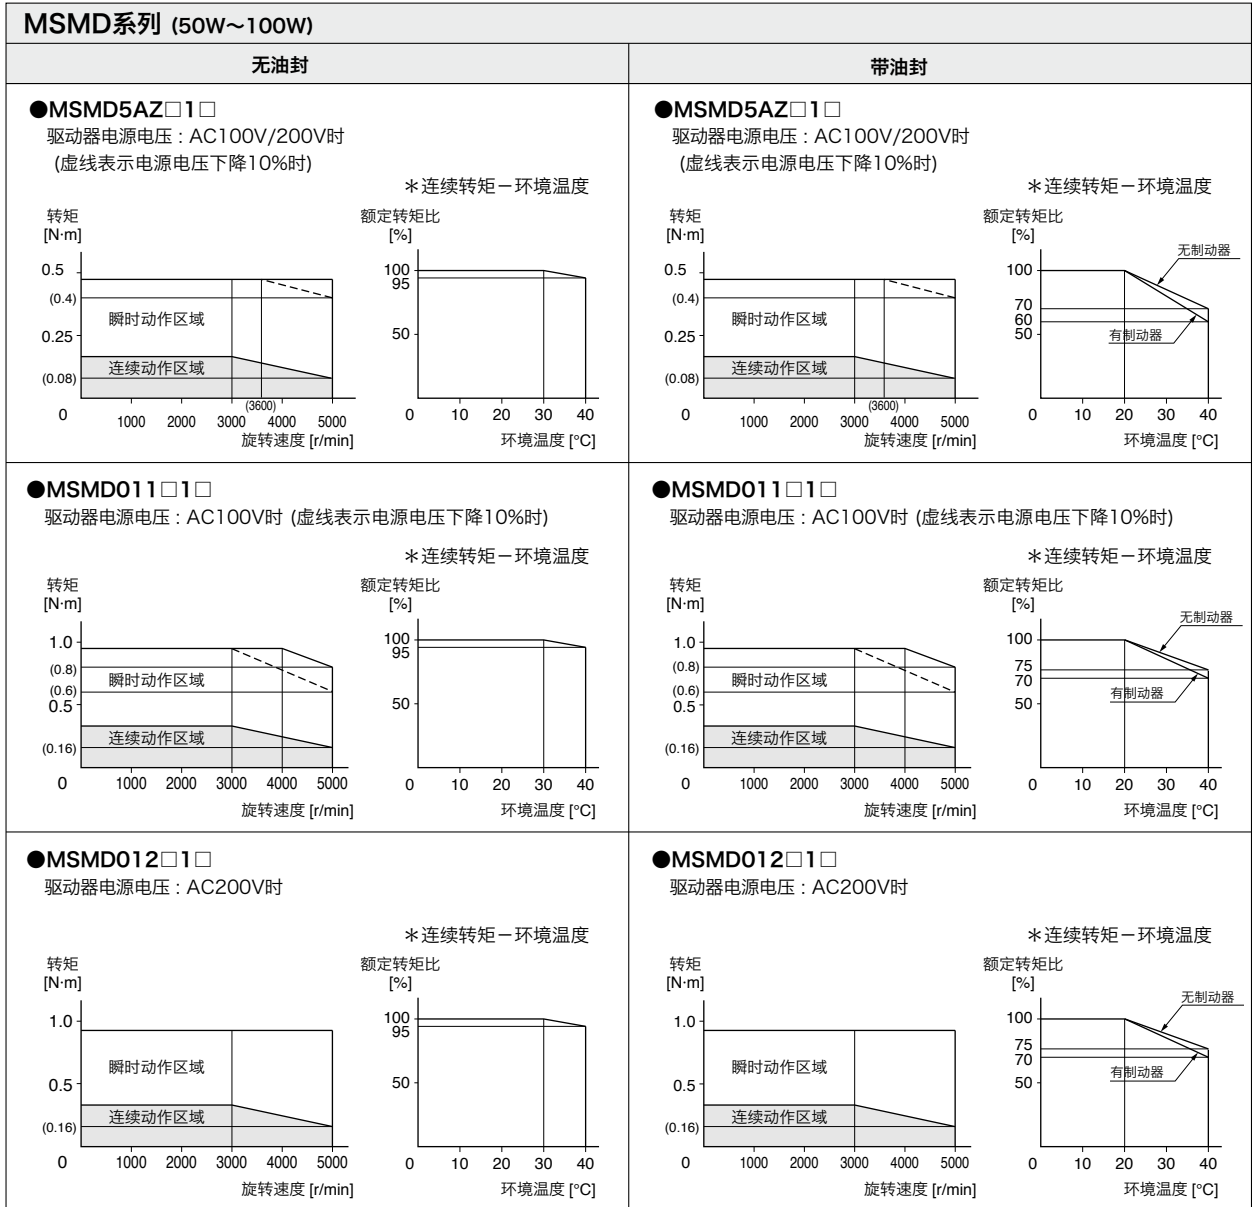 MSMD系列 (50W～100W)
无油封
带油封
●MSMD5AZ□1□
驱动器电源电压 : AC100V/200V时
(虚线表示电源电压下降10%时)
＊连续转矩－环境温度
转矩
[N·m]
0.5
(0.4)
0.25
(0.08)
0
瞬时动作区域
连续动作区域
(3600)
1000 2000 3000 4000 5000
旋转速度 [r/min]
额定转矩比
[%]
100
95
50
0 10 20 30 40
环境温度 [°C]
●MSMD5AZ□1□
驱动器电源电压 : AC100V/200V时
(虚线表示电源电压下降10%时)
＊连续转矩－环境温度
转矩
[N·m]
0.5
(0.4)
0.25
(0.08)
0
瞬时动作区域
连续动作区域
(3600)
1000 2000 3000 4000 5000
旋转速度 [r/min]
额定转矩比
[%]
无制动器
100
70
60
50
有制动器
0 10 20 30 40
环境温度 [°C]
●MSMD011□1□
驱动器电源电压 : AC100V时 (虚线表示电源电压下降10%时)
＊连续转矩－环境温度
转矩
[N·m]
1.0
(0.8)
(0.6)
0.5
(0.16)
瞬时动作区域
连续动作区域
0 1000 2000 3000 4000 5000
旋转速度 [r/min]
额定转矩比
[%]
100
95
50
0 10 20 30 40
环境温度 [°C]
●MSMD011□1□
驱动器电源电压 : AC100V时 (虚线表示电源电压下降10%时)
＊连续转矩－环境温度
转矩
[N·m]
1.0
(0.8)
(0.6)
0.5
(0.16)
瞬时动作区域
连续动作区域
0 1000 2000 3000 4000 5000
旋转速度 [r/min]
额定转矩比
[%]
无制动器
100
75
70
50
有制动器
0 10 20 30 40
环境温度 [°C]
●MSMD012□1□
驱动器电源电压 : AC200V时
＊连续转矩－环境温度
转矩
[N·m]
1.0
0.5
(0.16)
瞬时动作区域
连续动作区域
0 1000 2000 3000 4000 5000
旋转速度 [r/min]
额定转矩比
[%]
100
95
50
0 10 20 30 40
环境温度 [°C]
●MSMD012□1□
驱动器电源电压 : AC200V时
＊连续转矩－环境温度
转矩
[N·m]
1.0
0.5
(0.16)
瞬时动作区域
连续动作区域
0 1000 2000 3000 4000 5000
旋转速度 [r/min]
额定转矩比
[%]
无制动器
100
75
70
50
有制动器
0 10 20 30 40
环境温度 [°C]